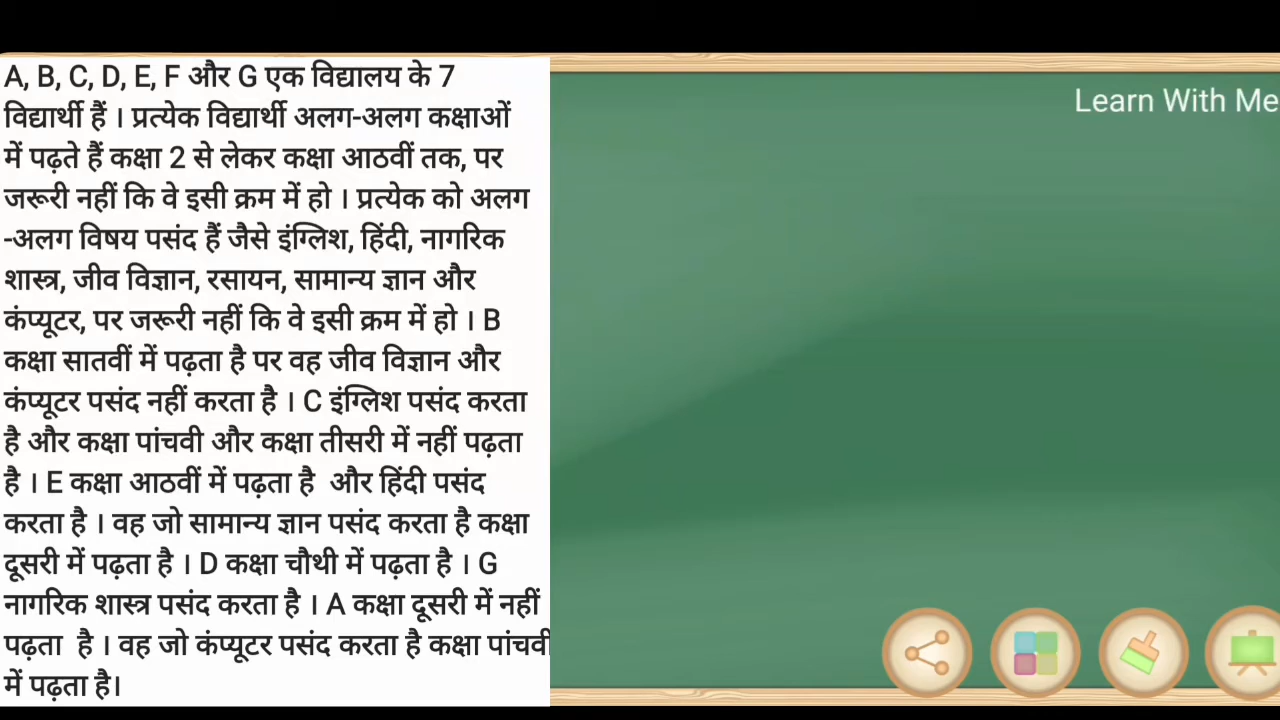 A, B, C, D, E, F और G एक विद्यालय के 7
विद्यार्थी हैं । प्रत्येक विद्यार्थी अलग-अलग कक्षाओं
में पढ़ते हैं कक्षा 2 से लेकर कक्षा आठवीं तक, पर
जरूरी नहीं कि वे इसी क्रम में हो । प्रत्येक को अलग
-अलग विषय पसंद हैं जैसे इंग्लिश, हिंदी, नागरिक
शास्त्र, जीव विज्ञान, रसायन, सामान्य ज्ञान और
कंप्यूटर, पर जरूरी नहीं कि वे इसी क्रम में हो । B
कक्षा सातवीं में पढ़ता है पर वह जीव विज्ञान और
कंप्यूटर पसंद नहीं करता है । C इंग्लिश पसंद करता
है और कक्षा पांचवी और कक्षा तीसरी में नहीं पढ़ता
है । E कक्षा आठवीं में पढ़ता है और हिंदी पसंद
करता है । वह जो सामान्य ज्ञान पसंद करता है कक्षा
दूसरी में पढ़ता है । D कक्षा चौथी में पढ़ता है । G
नागरिक शास्त्र पसंद करता है । A कक्षा दूसरी में नहीं
पढ़ता है । वह जो कंप्यूटर पसंद करता है कक्षा पांचवी
में पढ़ता है।
Learn With Me